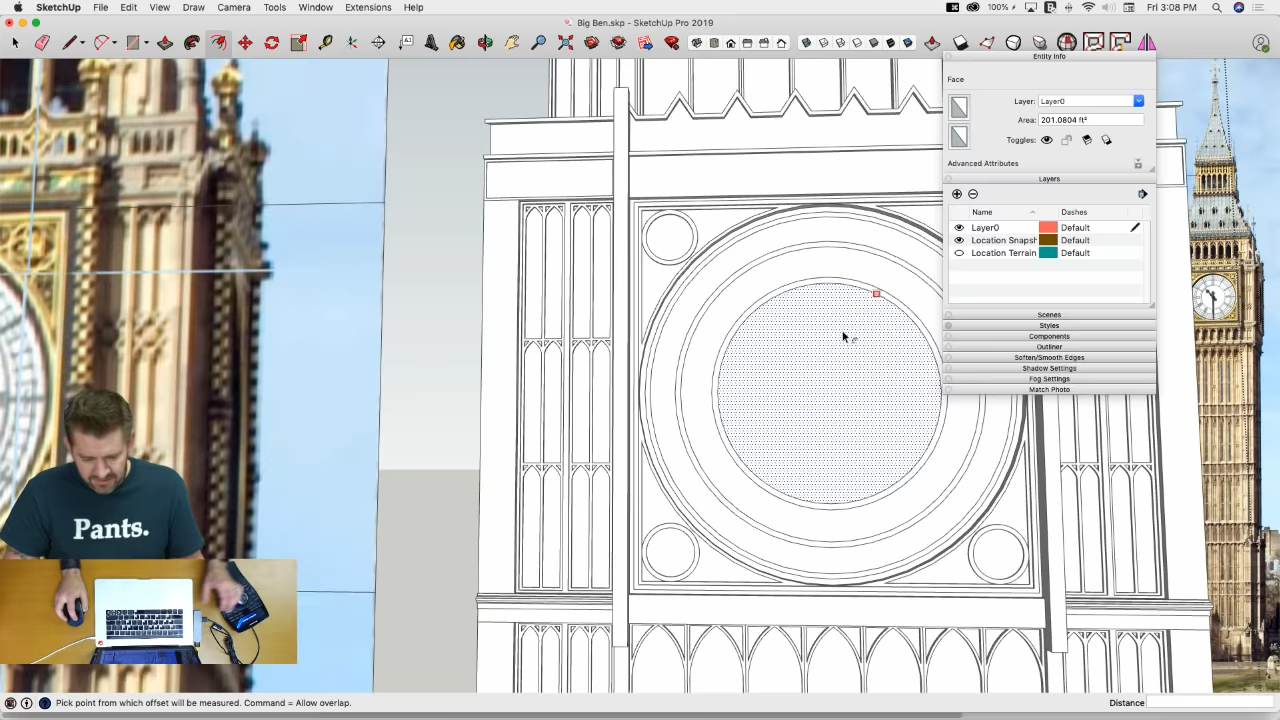 SketchUp File Edit View Draw Camera Tools Window Extensions Help
100% Fri 3:08 PM
Big Ben.skp - SketchUp Pro 2019
Entity Info
Face
Layer: Layer0
Area: 201.0804 ft²
Toggles:
Advanced Attributes
Layers
Name Dashes
Layer0 Default
Location Snapsh Default
Location Terrain Default
Scenes
Styles
Components
Outliner
Soften/Smooth Edges
Shadow Settings
Fog Settings
Match Photo
Pants.
Pick point from which offset will be measured. Command = Allow overlap.
Distance